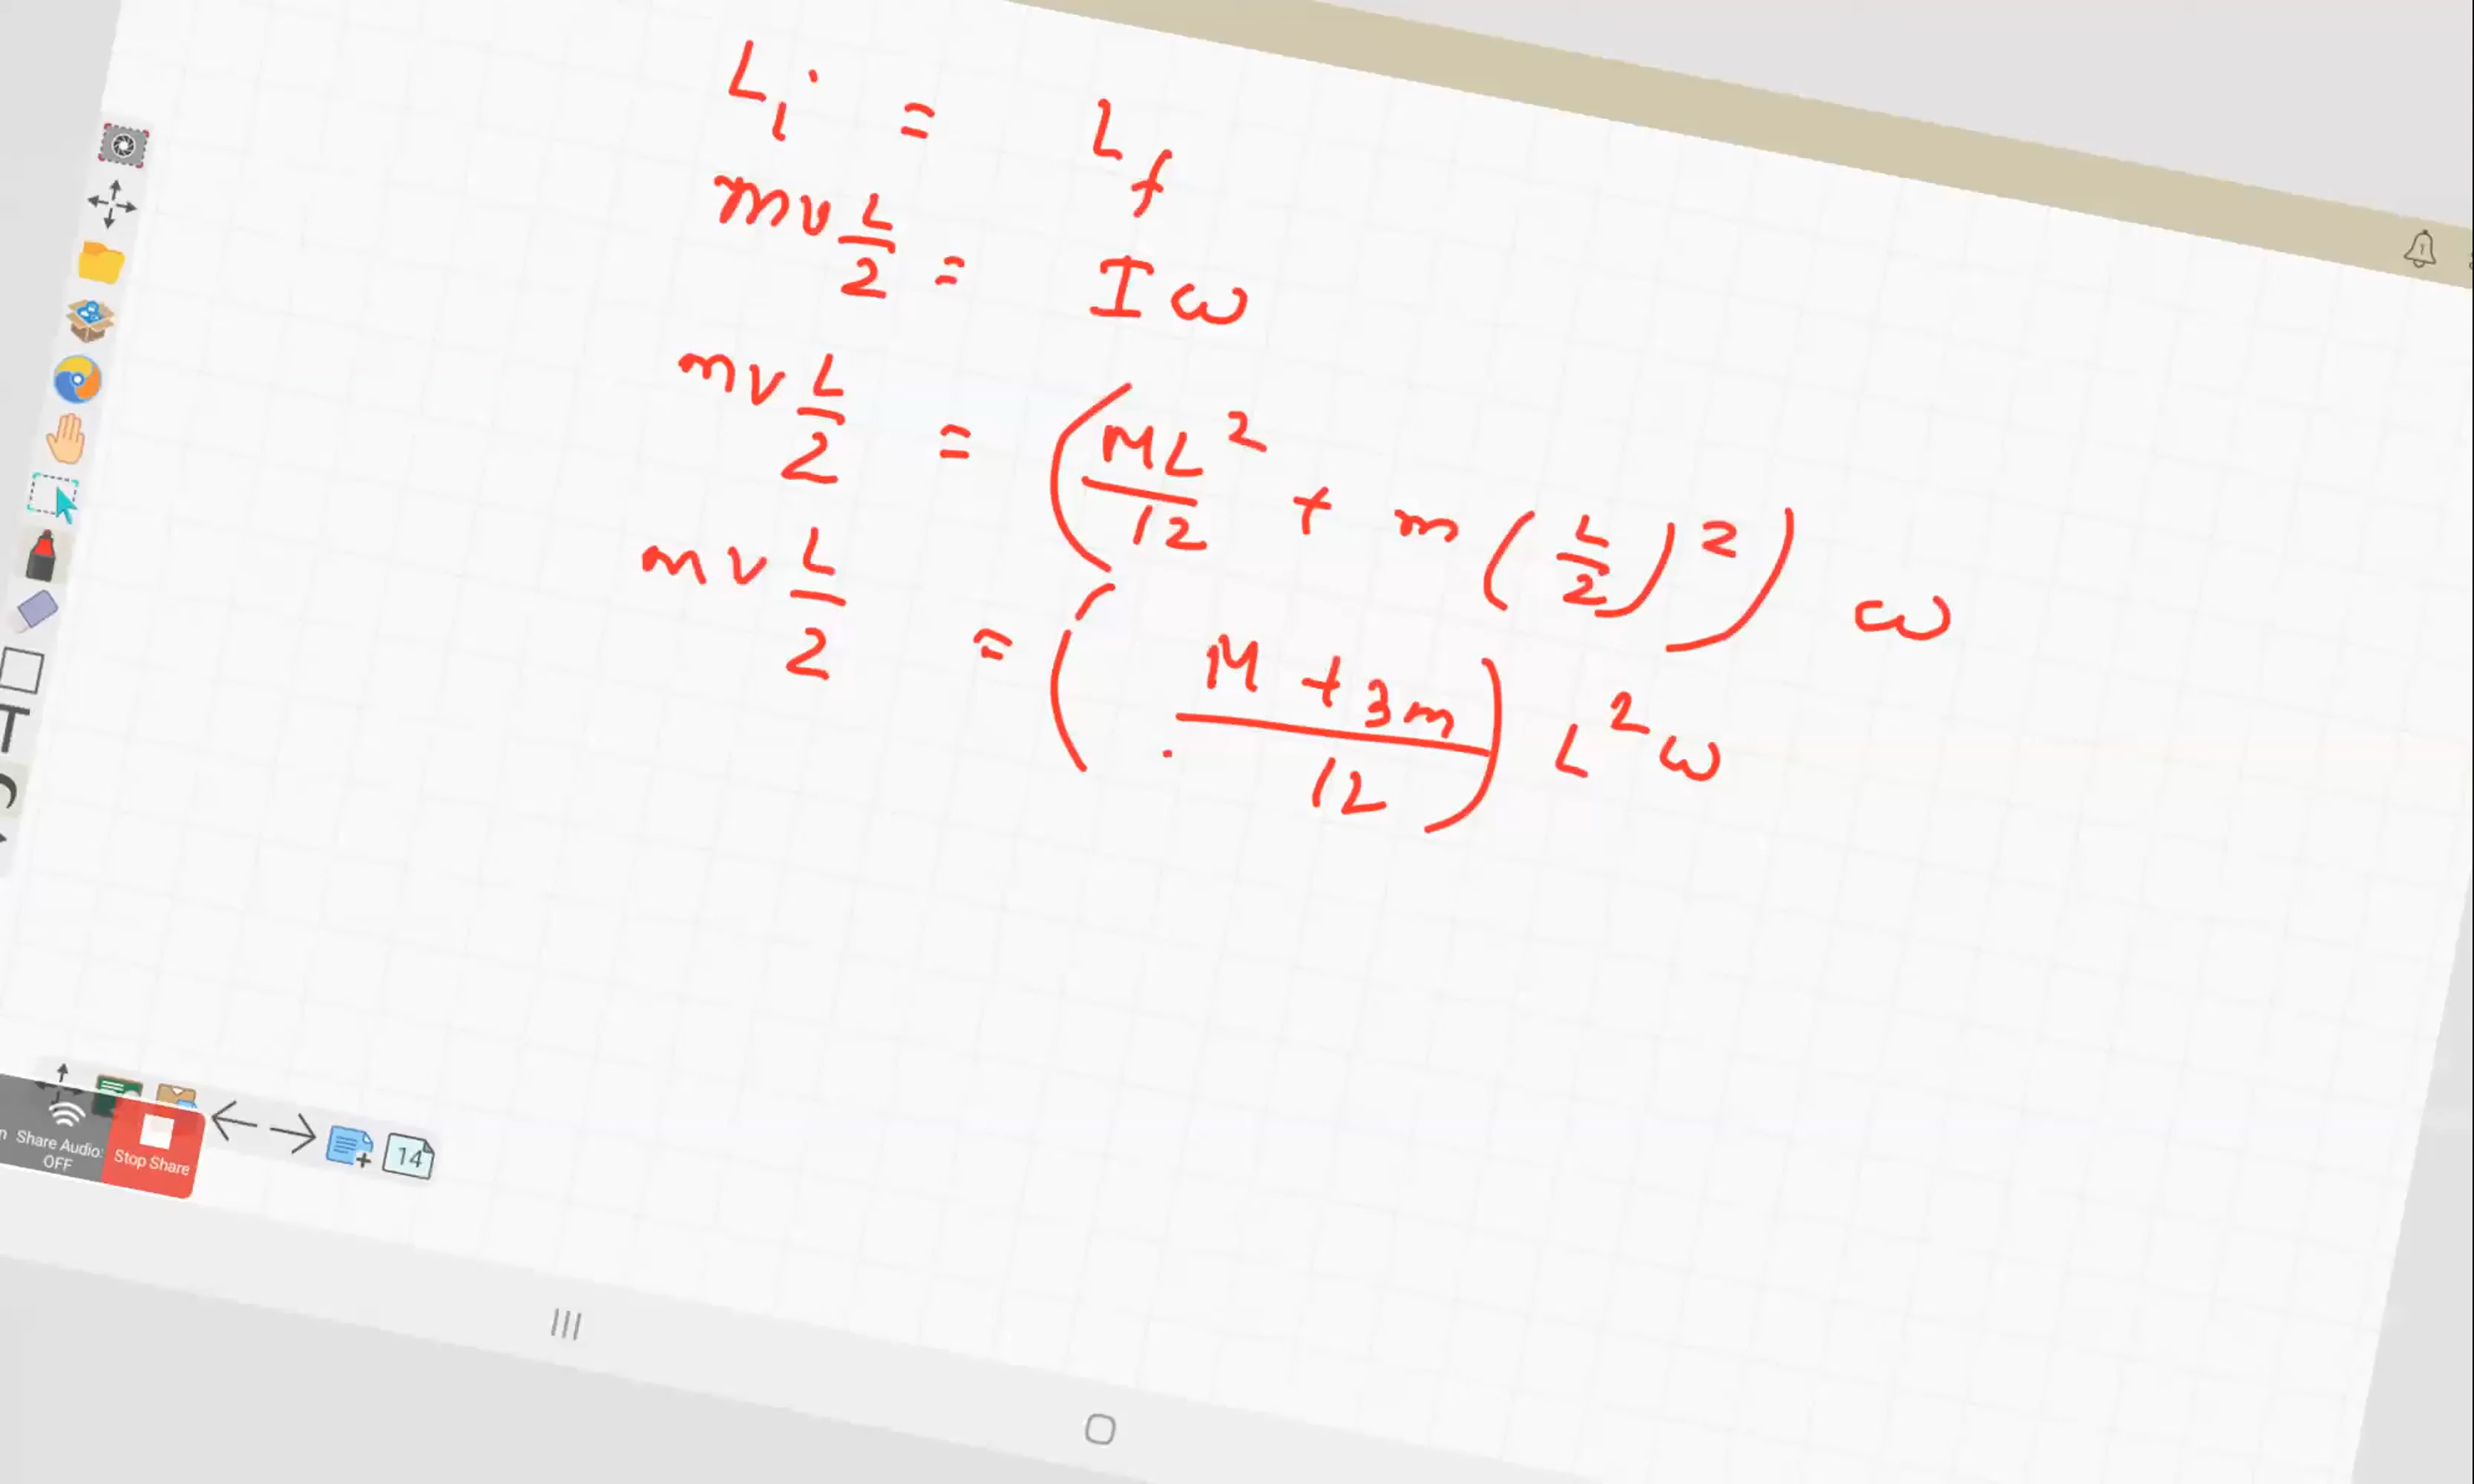 Li = Lf
mv L/2 = Iω
mv L/2 = (ML²/12 + m(L/2)²) ω
mv L/2 = (M + 3m/12) L²ω
Share Audio: OFF
Stop Share
14